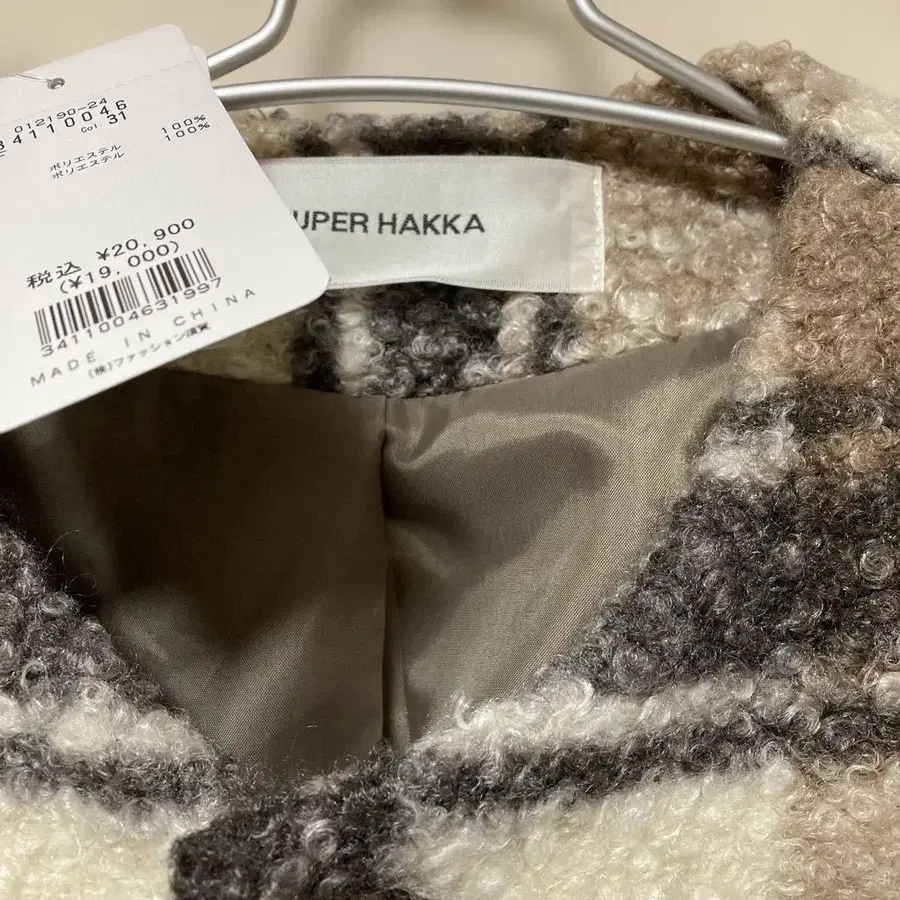 012190-24
34110046
Col. 31
ポリエステル 100%
ポリエステル 100%
税込 ¥20,900
(¥19,000)
3411004631997
MADE IN CHINA
(株)ファッション須賀
UPER HAKKA